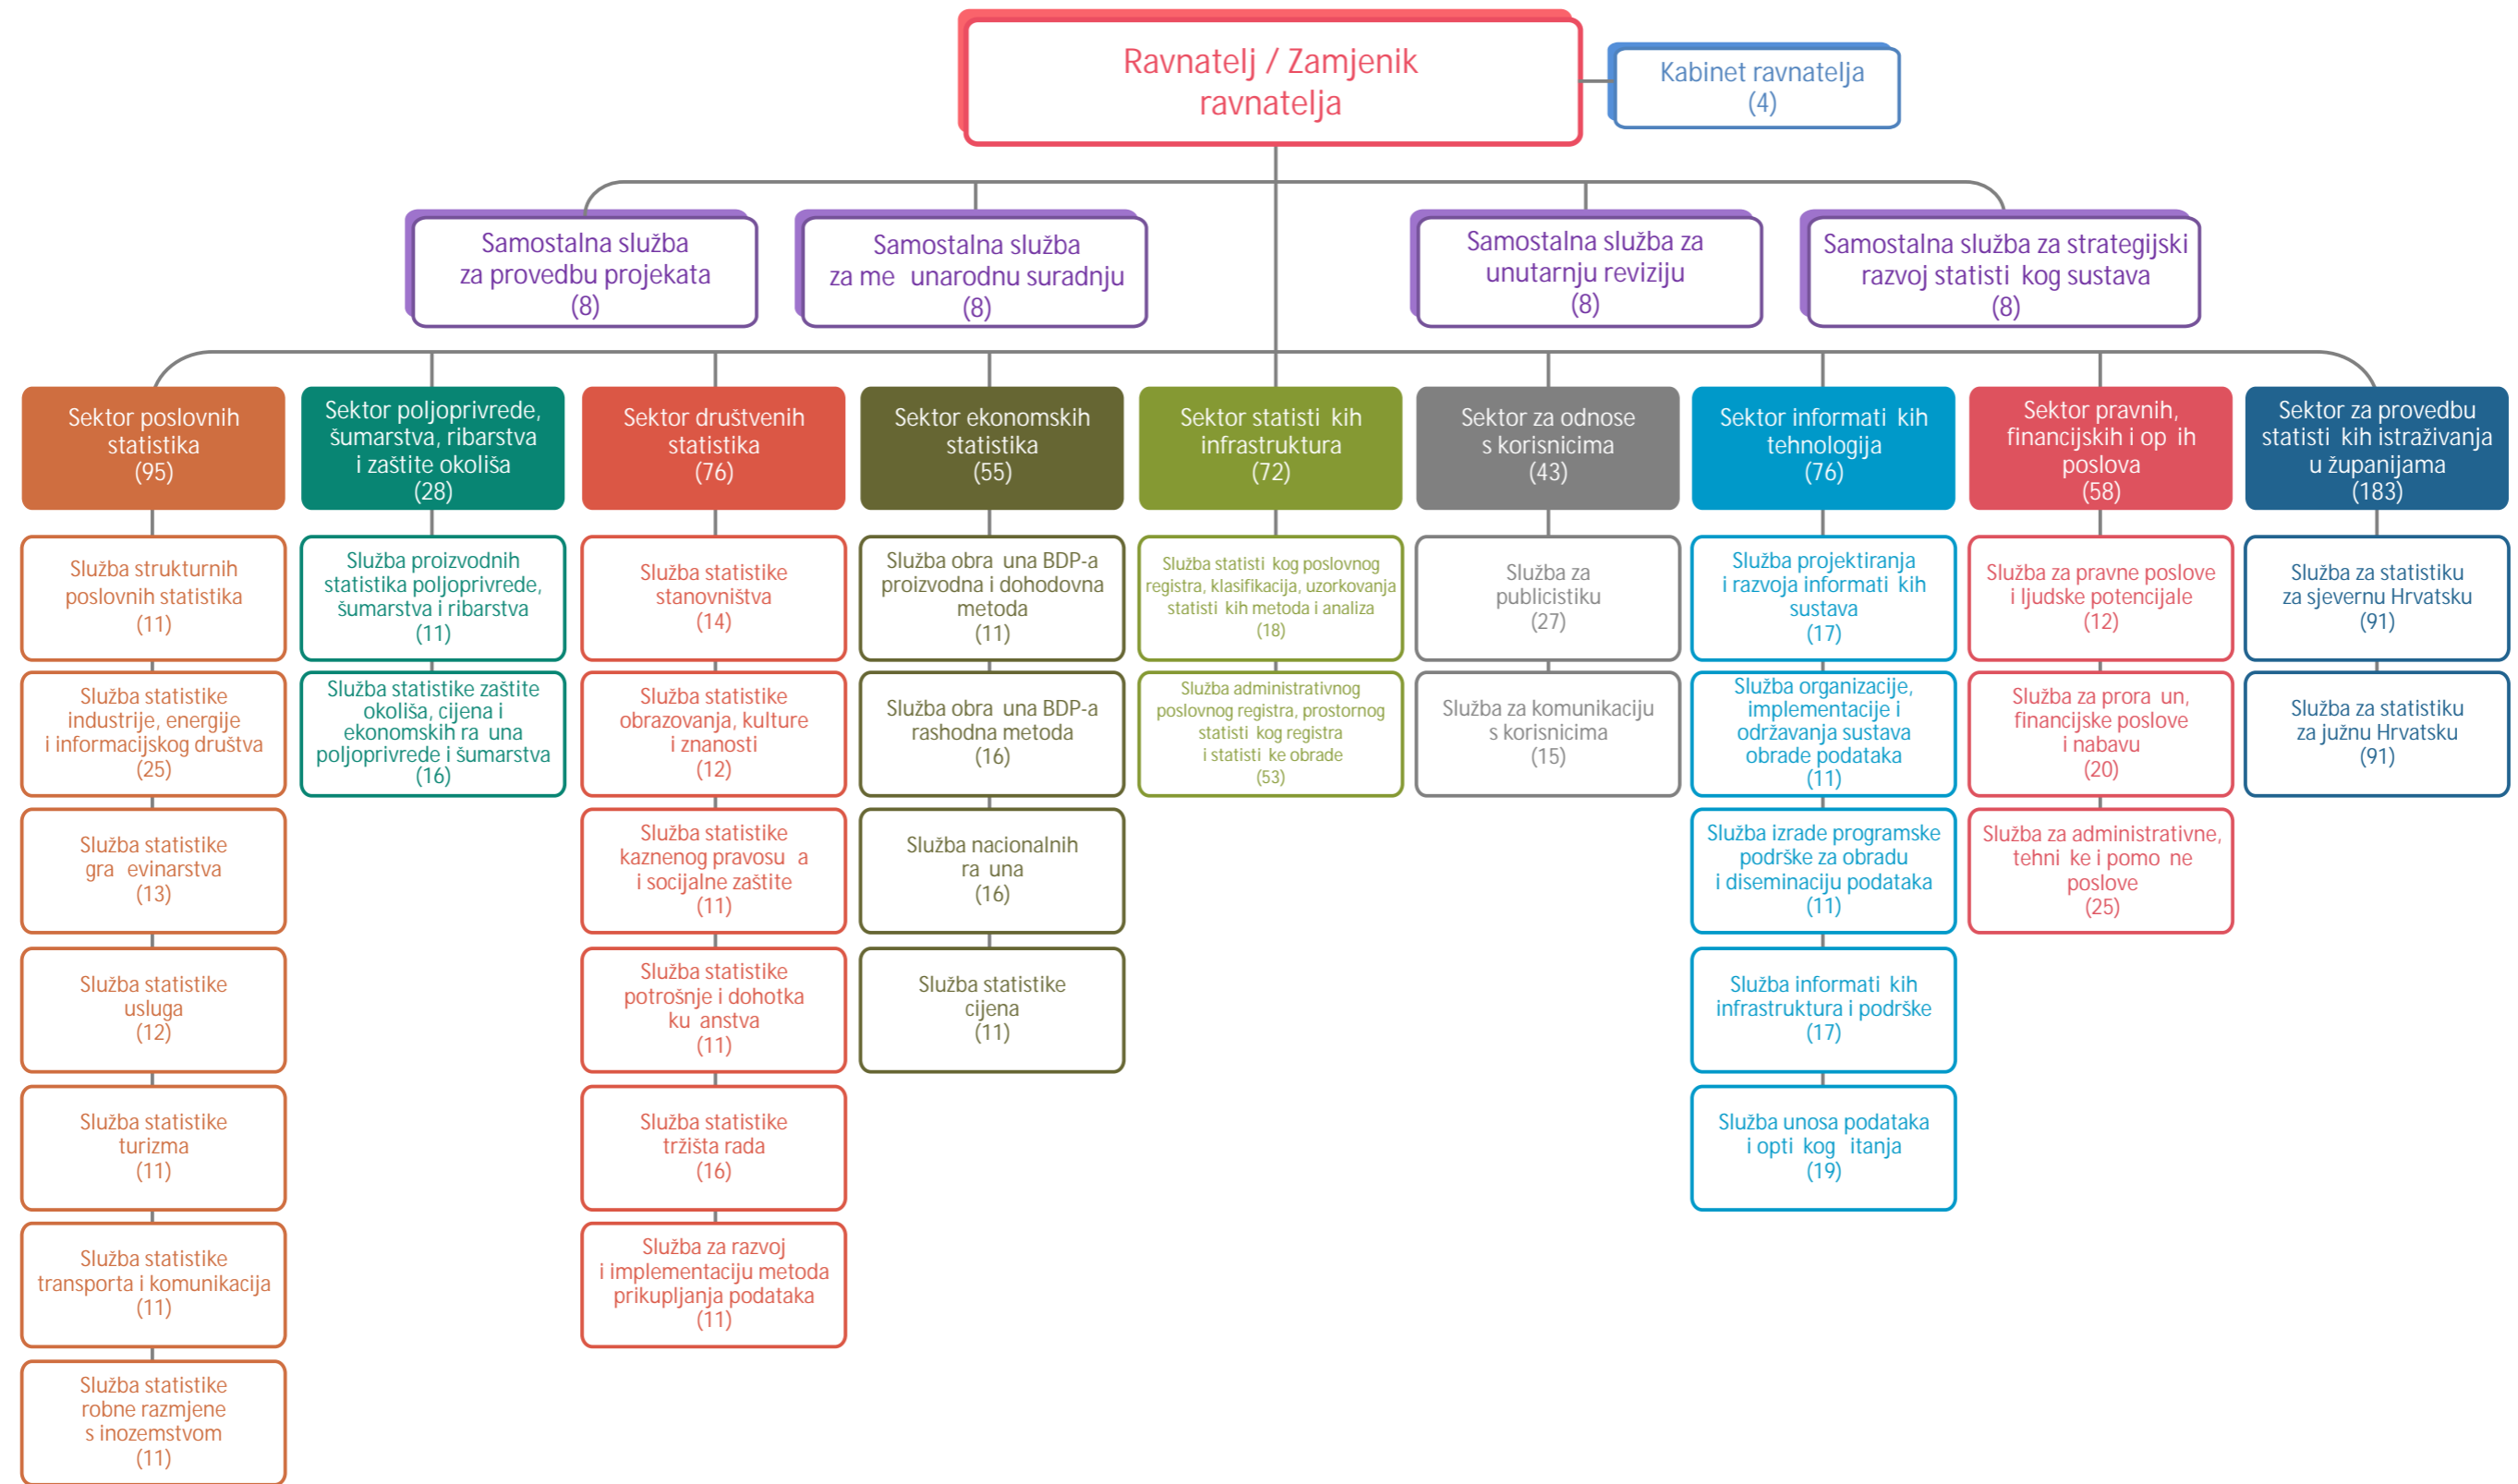 Ravnatelj / Zamjenik
ravnatelja
Kabinet ravnatelja
(4)
Samostalna služba
za provedbu projekata
(8)
Samostalna služba
za me unarodnu suradnju
(8)
Samostalna služba za
unutarnju reviziju
(8)
Samostalna služba za strategijski
razvoj statisti kog sustava
(8)
Sektor poslovnih
statistika
(95)
Služba strukturnih
poslovnih statistika
(11)
Služba statistike
industrije, energije
i informacijskog društva
(25)
Služba statistike
gra evinarstva
(13)
Služba statistike
usluga
(12)
Služba statistike
turizma
(11)
Služba statistike
transporta i komunikacija
(11)
Služba statistike
robne razmjene
s inozemstvom
(11)
Sektor poljoprivrede,
šumarstva, ribarstva
i zaštite okoliša
(28)
Služba proizvodnih
statistika poljoprivrede,
šumarstva i ribarstva
(11)
Služba statistike zaštite
okoliša, cijena i
ekonomskih ra una
poljoprivrede i šumarstva
(16)
Sektor društvenih
statistika
(76)
Služba statistike
stanovništva
(14)
Služba statistike
obrazovanja, kulture
i znanosti
(12)
Služba statistike
kaznenog pravosu a
i socijalne zaštite
(11)
Služba statistike
potrošnje i dohotka
ku anstva
(11)
Služba statistike
tržišta rada
(16)
Služba za razvoj
i implementaciju metoda
prikupljanja podataka
(11)
Sektor ekonomskih
statistika
(55)
Služba obra una BDP-a
proizvodna i dohodovna
metoda
(11)
Služba obra una BDP-a
rashodna metoda
(16)
Služba nacionalnih
ra una
(16)
Služba statistike
cijena
(11)
Sektor statisti kih
infrastruktura
(72)
Služba statisti kog poslovnog
registra, klasifikacija, uzorkovanja
statisti kih metoda i analiza
(18)
Služba administrativnog
poslovnog registra, prostornog
statisti kog registra
i statisti ke obrade
(53)
Sektor za odnose
s korisnicima
(43)
Služba za
publicistiku
(27)
Služba za komunikaciju
s korisnicima
(15)
Sektor informati kih
tehnologija
(76)
Služba projektiranja
i razvoja informati kih
sustava
(17)
Služba organizacije,
implementacije i
održavanja sustava
obrade podataka
(11)
Služba izrade programske
podrške za obradu
i diseminaciju podataka
(11)
Služba informati kih
infrastruktura i podrške
(17)
Služba unosa podataka
i opti kog itanja
(19)
Sektor pravnih,
financijskih i op ih
poslova
(58)
Služba za pravne poslove
i ljudske potencijale
(12)
Služba za prora un,
financijske poslove
i nabavu
(20)
Služba za administrativne,
tehni ke i pomo ne
poslove
(25)
Sektor za provedbu
statisti kih istraživanja
u županijama
(183)
Služba za statistiku
za sjevernu Hrvatsku
(91)
Služba za statistiku
za južnu Hrvatsku
(91)